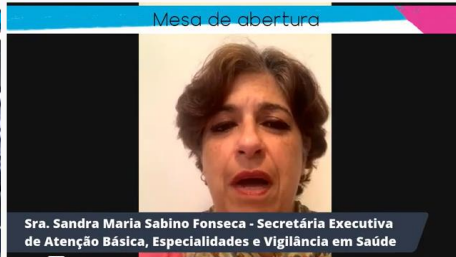 Mesa de abertura
Sra. Sandra Maria Sabino Fonseca - Secretária Executiva
de Atenção Básica, Especialidades e Vigilância em Saúde